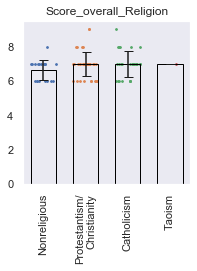 Score_overall_Religion
8
6
4
2
0
Nonreligious
Protestantism/
Christianity
Catholicism
Taoism